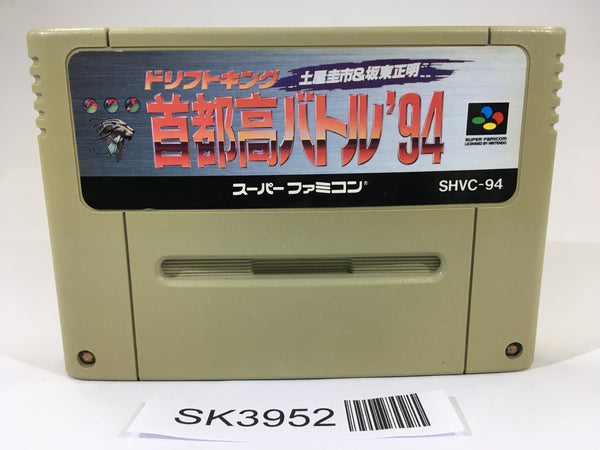 ドリフトキング 土屋圭市&坂東正明
首都高バトル'94
SUPER FAMICOM
LICENSED BY NINTENDO
スーパーファミコン®
SHVC-94
SK3952